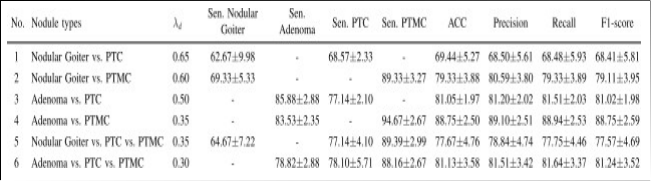 No. Nodule types λd Sen. Nodular Goiter Sen. Adenoma Sen. PTC Sen. PTMC ACC Precision Recall F1-score
1 Nodular Goiter vs. PTC 0.65 62.67±9.98 - 68.57±2.33 - 69.44±5.27 68.50±5.61 68.48±5.93 68.41±5.81
2 Nodular Goiter vs. PTMC 0.60 69.33±5.33 - - 89.33±3.27 79.33±3.88 80.59±3.80 79.33±3.89 79.11±3.95
3 Adenoma vs. PTC 0.50 - 85.88±2.88 77.14±2.10 - 81.05±1.97 81.20±2.02 81.51±2.03 81.02±1.98
4 Adenoma vs. PTMC 0.35 - 83.53±2.35 - 94.67±2.67 88.75±2.50 89.10±2.51 88.94±2.53 88.75±2.59
5 Nodular Goiter vs. PTC vs. PTMC 0.35 64.67±7.22 - 77.14±4.10 89.39±2.99 77.67±4.76 78.84±4.74 77.75±4.46 77.57±4.69
6 Adenoma vs. PTC vs. PTMC 0.30 - 78.82±2.88 78.10±5.71 88.16±2.67 81.13±3.58 81.51±3.42 81.64±3.37 81.24±3.52